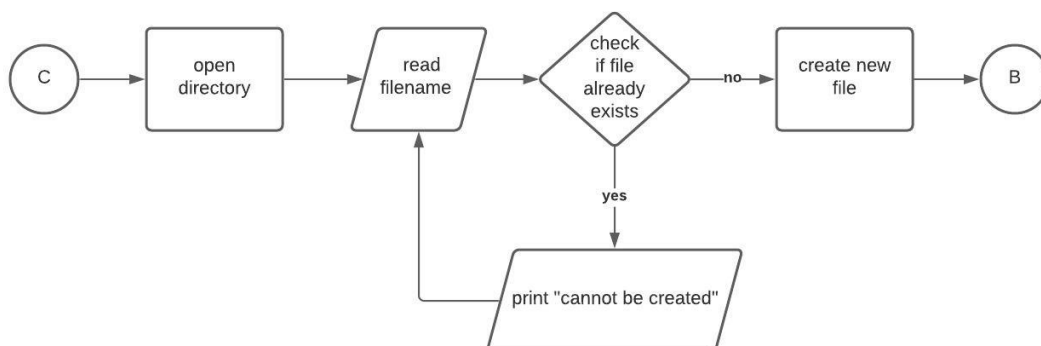 C
open
directory
read
filename
check
if file
already
exists
no
create new
file
B
yes
print "cannot be created"